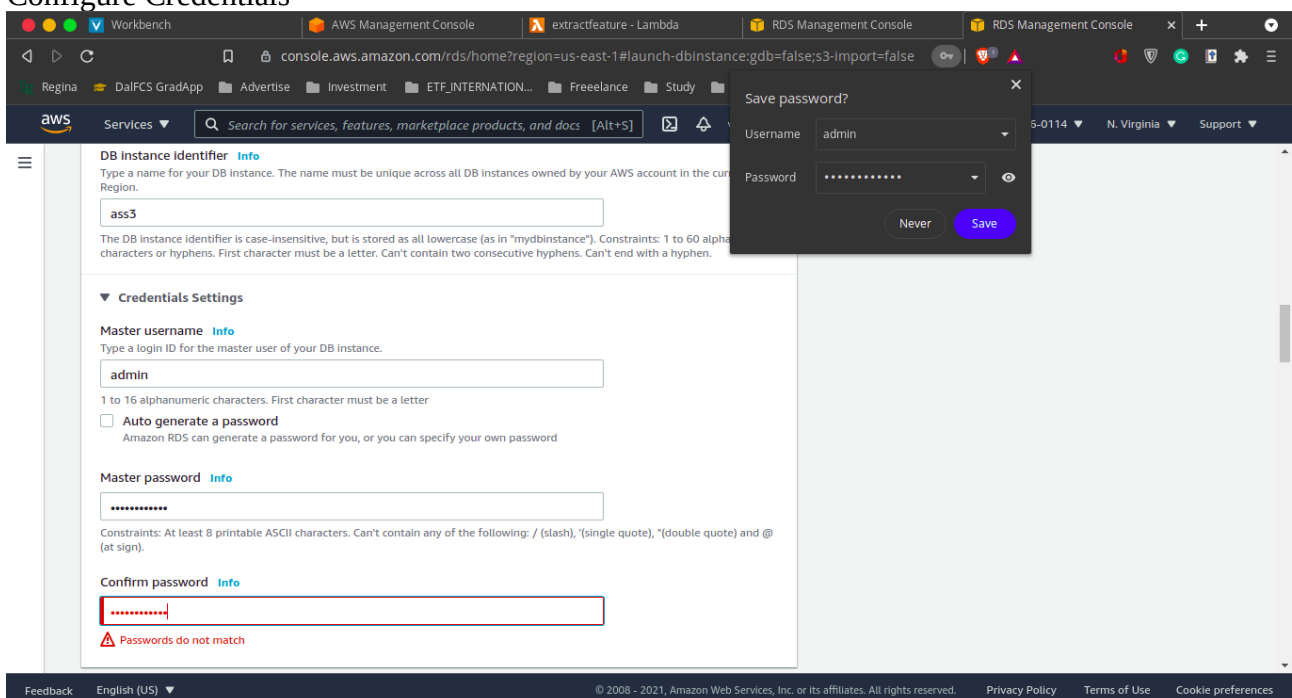 Configure Credentials
Workbench
AWS Management Console
extractfeature - Lambda
RDS Management Console
RDS Management Console
console.aws.amazon.com/rds/home?region=us-east-1#launch-dbinstance:gdb=false;s3-import=false
Regina
DalFCS GradApp
Advertise
Investment
ETF_INTERNATION...
Freeelance
Study
Save password?
Username
admin
Password
••••••••••••
Never
Save
aws
Services ▼
Search for services, features, marketplace products, and docs [Alt+S]
6-0114 ▼
N. Virginia ▼
Support ▼
DB instance identifier Info
Type a name for your DB instance. The name must be unique across all DB instances owned by your AWS account in the
Region.
ass3
The DB instance identifier is case-insensitive, but is stored as all lowercase (as in "mydbinstance"). Constraints: 1 to 60
characters or hyphens. First character must be a letter. Can't contain two consecutive hyphens. Can't end with a hyphen.
▼ Credentials Settings
Master username Info
Type a login ID for the master user of your DB instance.
admin
1 to 16 alphanumeric characters. First character must be a letter
Auto generate a password
Amazon RDS can generate a password for you, or you can specify your own password
Master password Info
••••••••••••
Constraints: At least 8 printable ASCII characters. Can't contain any of the following: / (slash), '(single quote), "(double quote) and @
(at sign).
Confirm password Info
••••••••••••
Passwords do not match
Feedback
English (US) ▼
© 2008 - 2021, Amazon Web Services, Inc. or its affiliates. All rights reserved.
Privacy Policy
Terms of Use
Cookie preferences